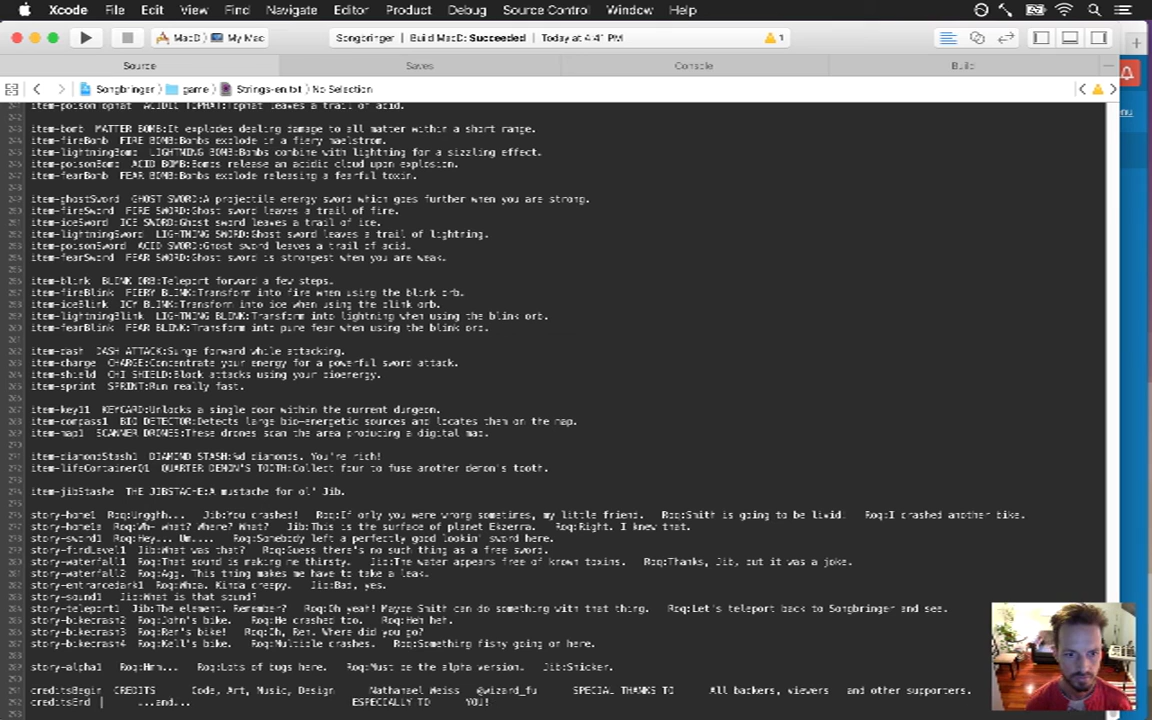 Xcode File Edit View Find Navigate Editor Product Debug Source Control Window Help
MacD My Mac Songbringer | Build MacD: Succeeded | Today at 4:41 PM 1
Source Saves Console Build
Songbringer game Strings-en.txt No Selection
item-poisonTophat ACIDIC TOPHAT:Tophat leaves a trail of acid.
item-bomb MATTER BOMB:It explodes dealing damage to all matter within a short range.
item-fireBomb FIRE BOMB:Bombs explode in a fiery maelstrom.
item-lightningBomb LIGHTNING BOMB:Bombs combine with lightning for a sizzling effect.
item-poisonBomb ACID BOMB:Bombs release an acidic cloud upon explosion.
item-fearBomb FEAR BOMB:Bombs explode releasing a fearful toxin.
item-ghostSword GHOST SWORD:A projectile energy sword which goes further when you are strong.
item-fireSword FIRE SWORD:Ghost sword leaves a trail of fire.
item-iceSword ICE SWORD:Ghost sword leaves a trail of ice.
item-lightningSword LIGHTNING SWORD:Ghost sword leaves a trail of lightning.
item-poisonSword ACID SWORD:Ghost sword leaves a trail of acid.
item-fearSword FEAR SWORD:Ghost sword is strongest when you are weak.
item-blink BLINK ORB:Teleport forward a few steps.
item-fireBlink FIERY BLINK:Transform into fire when using the blink orb.
item-iceBlink ICY BLINK:Transform into ice when using the blink orb.
item-lightningBlink LIGHTNING BLINK:Transform into lightning when using the blink orb.
item-fearBlink FEAR BLINK:Transform into pure fear when using the blink orb.
item-dash DASH ATTACK:Surge forward while attacking.
item-charge CHARGE:Concentrate your energy for a powerful sword attack.
item-shield CHI SHIELD:Block attacks using your bioenergy.
item-sprint SPRINT:Run really fast.
item-key11 KEYCARD:Unlocks a single door within the current dungeon.
item-compass1 BIO DETECTOR:Detects large bio-energetic sources and locates them on the map.
item-map1 SCANNER DRONES:These drones scan the area producing a digital map.
item-diamondStash1 DIAMOND STASH:%d diamonds. You're rich!
item-lifeContainerQ1 QUARTER DEMON'S TOOTH:Collect four to fuse another demon's tooth.
item-jibStashe THE JIBSTACHE:A mustache for ol' Jib.
story-home1 Roq:Ungghh... Jib:You crashed! Roq:If only you were wrong sometimes, my little friend. Roq:Smith is going to be livid. Roq:I crashed another bike.
story-home1a Roq:Wh- what? Where? What? Jib:This is the surface of planet Ekzerra. Roq:Right. I knew that.
story-sword1 Roq:Hey... Um.... Roq:Somebody left a perfectly good lookin' sword here.
story-findLevel1 Jib:What was that? Roq:Guess there's no such thing as a free sword.
story-waterfall1 Roq:That sound is making me thirsty. Jib:The water appears free of known toxins. Roq:Thanks, Jib, but it was a joke.
story-waterfall2 Roq:Agg. This thing makes me have to take a leak.
story-entrancedark1 Roq:Whoa. Kinda creepy. Jib:Bad, yes.
story-sound1 Jib:What is that sound?
story-teleport1 Jib:The element. Remember? Roq:Oh yeah! Maybe Smith can do something with that thing. Roq:Let's teleport back to Songbringer and see.
story-bikecrash2 Roq:John's bike. Roq:He crashed too. Roq:Heh heh.
story-bikecrash3 Roq:Ren's bike! Roq:Oh, Ren. Where did you go?
story-bikecrash4 Roq:Kell's bike. Roq:Multiple crashes. Roq:Something fishy going on here.
story-alpha1 Roq:Hmm... Roq:Lots of bugs here. Roq:Must be the alpha version. Jib:Snicker.
creditsBegin CREDITS Code, Art, Music, Design Nathanael Weiss @wizard_fu SPECIAL THANKS TO All backers, viewers and other supporters.
creditsEnd ...and... ESPECIALLY TO YOU!